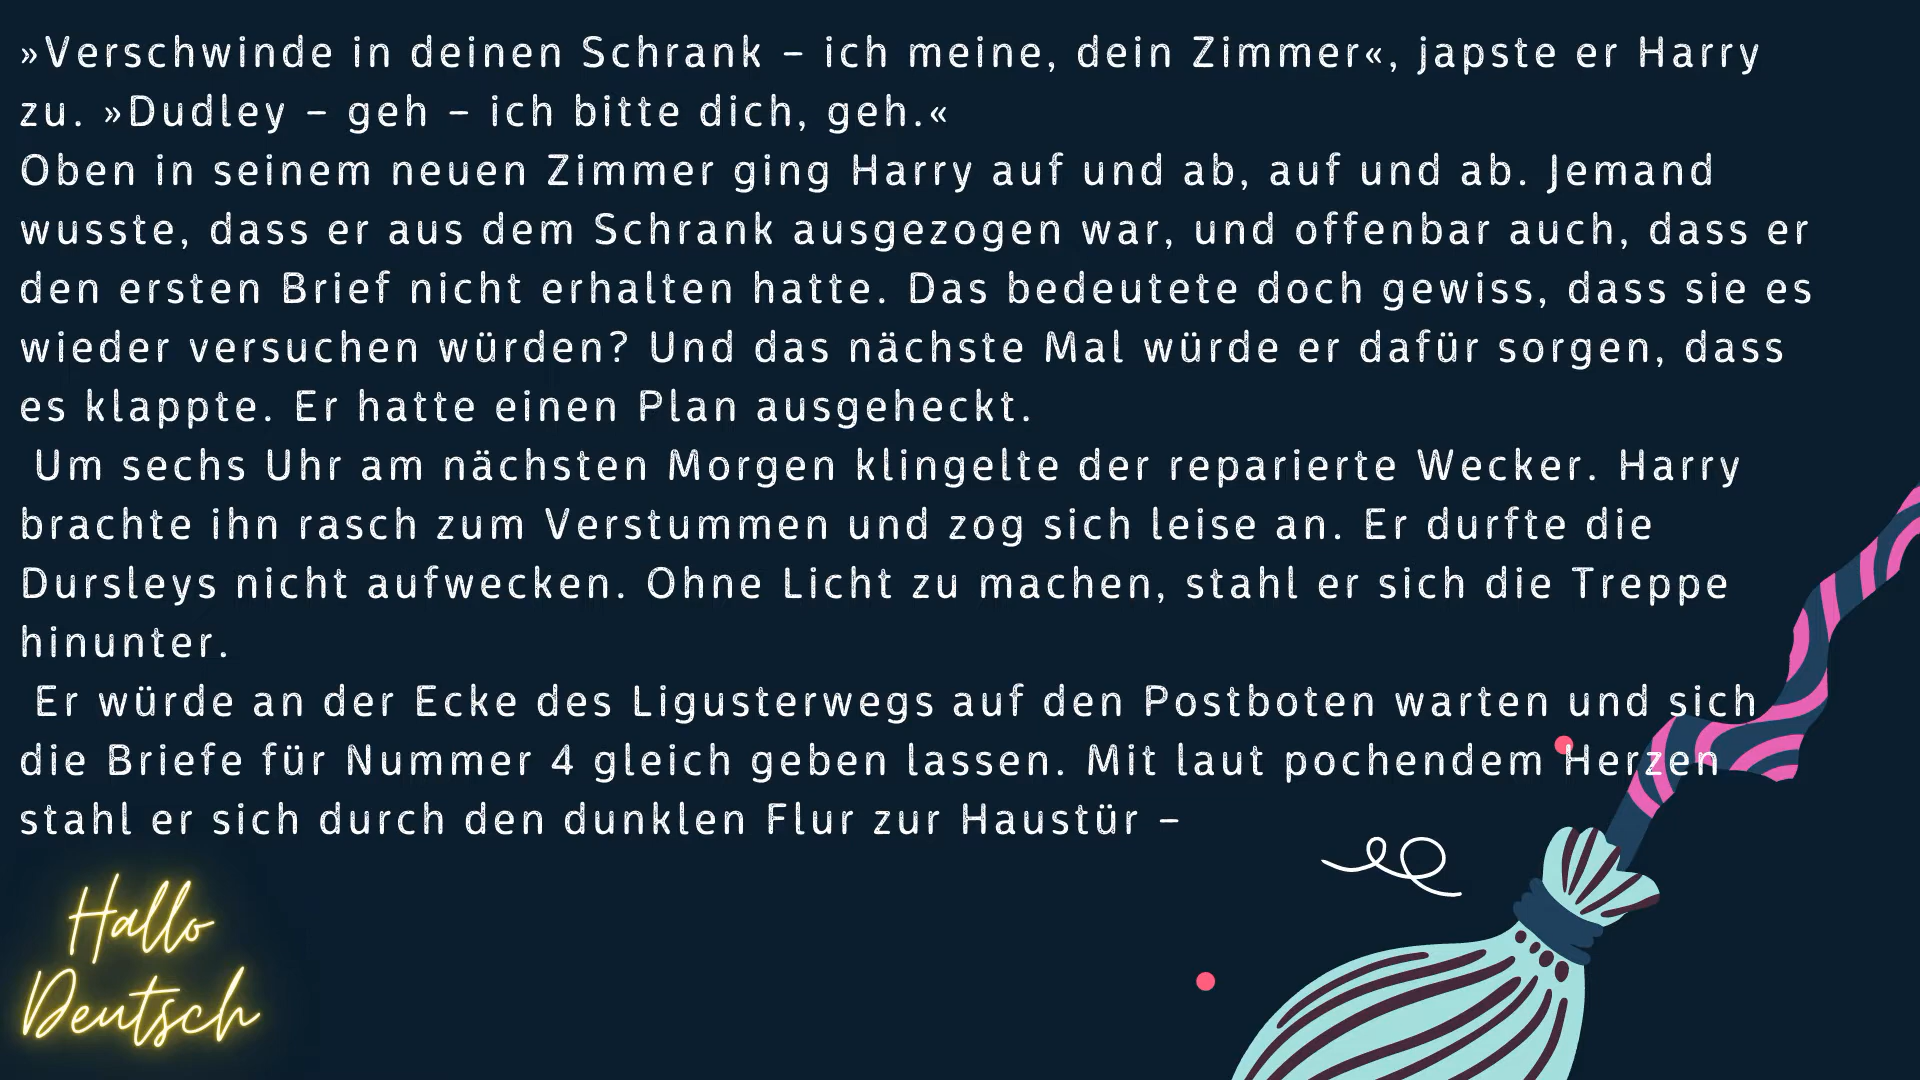 »Verschwinde in deinen Schrank – ich meine, dein Zimmer«, japste er Harry
zu. »Dudley – geh – ich bitte dich, geh.«
Oben in seinem neuen Zimmer ging Harry auf und ab, auf und ab. Jemand
wusste, dass er aus dem Schrank ausgezogen war, und offenbar auch, dass er
den ersten Brief nicht erhalten hatte. Das bedeutete doch gewiss, dass sie es
wieder versuchen würden? Und das nächste Mal würde er dafür sorgen, dass
es klappte. Er hatte einen Plan ausgeheckt.
Um sechs Uhr am nächsten Morgen klingelte der reparierte Wecker. Harry
brachte ihn rasch zum Verstummen und zog sich leise an. Er durfte die
Dursleys nicht aufwecken. Ohne Licht zu machen, stahl er sich die Treppe
hinunter.
Er würde an der Ecke des Ligusterwegs auf den Postboten warten und sich
die Briefe für Nummer 4 gleich geben lassen. Mit laut pochendem Herzen
stahl er sich durch den dunklen Flur zur Haustür –
Hallo
Deutsch